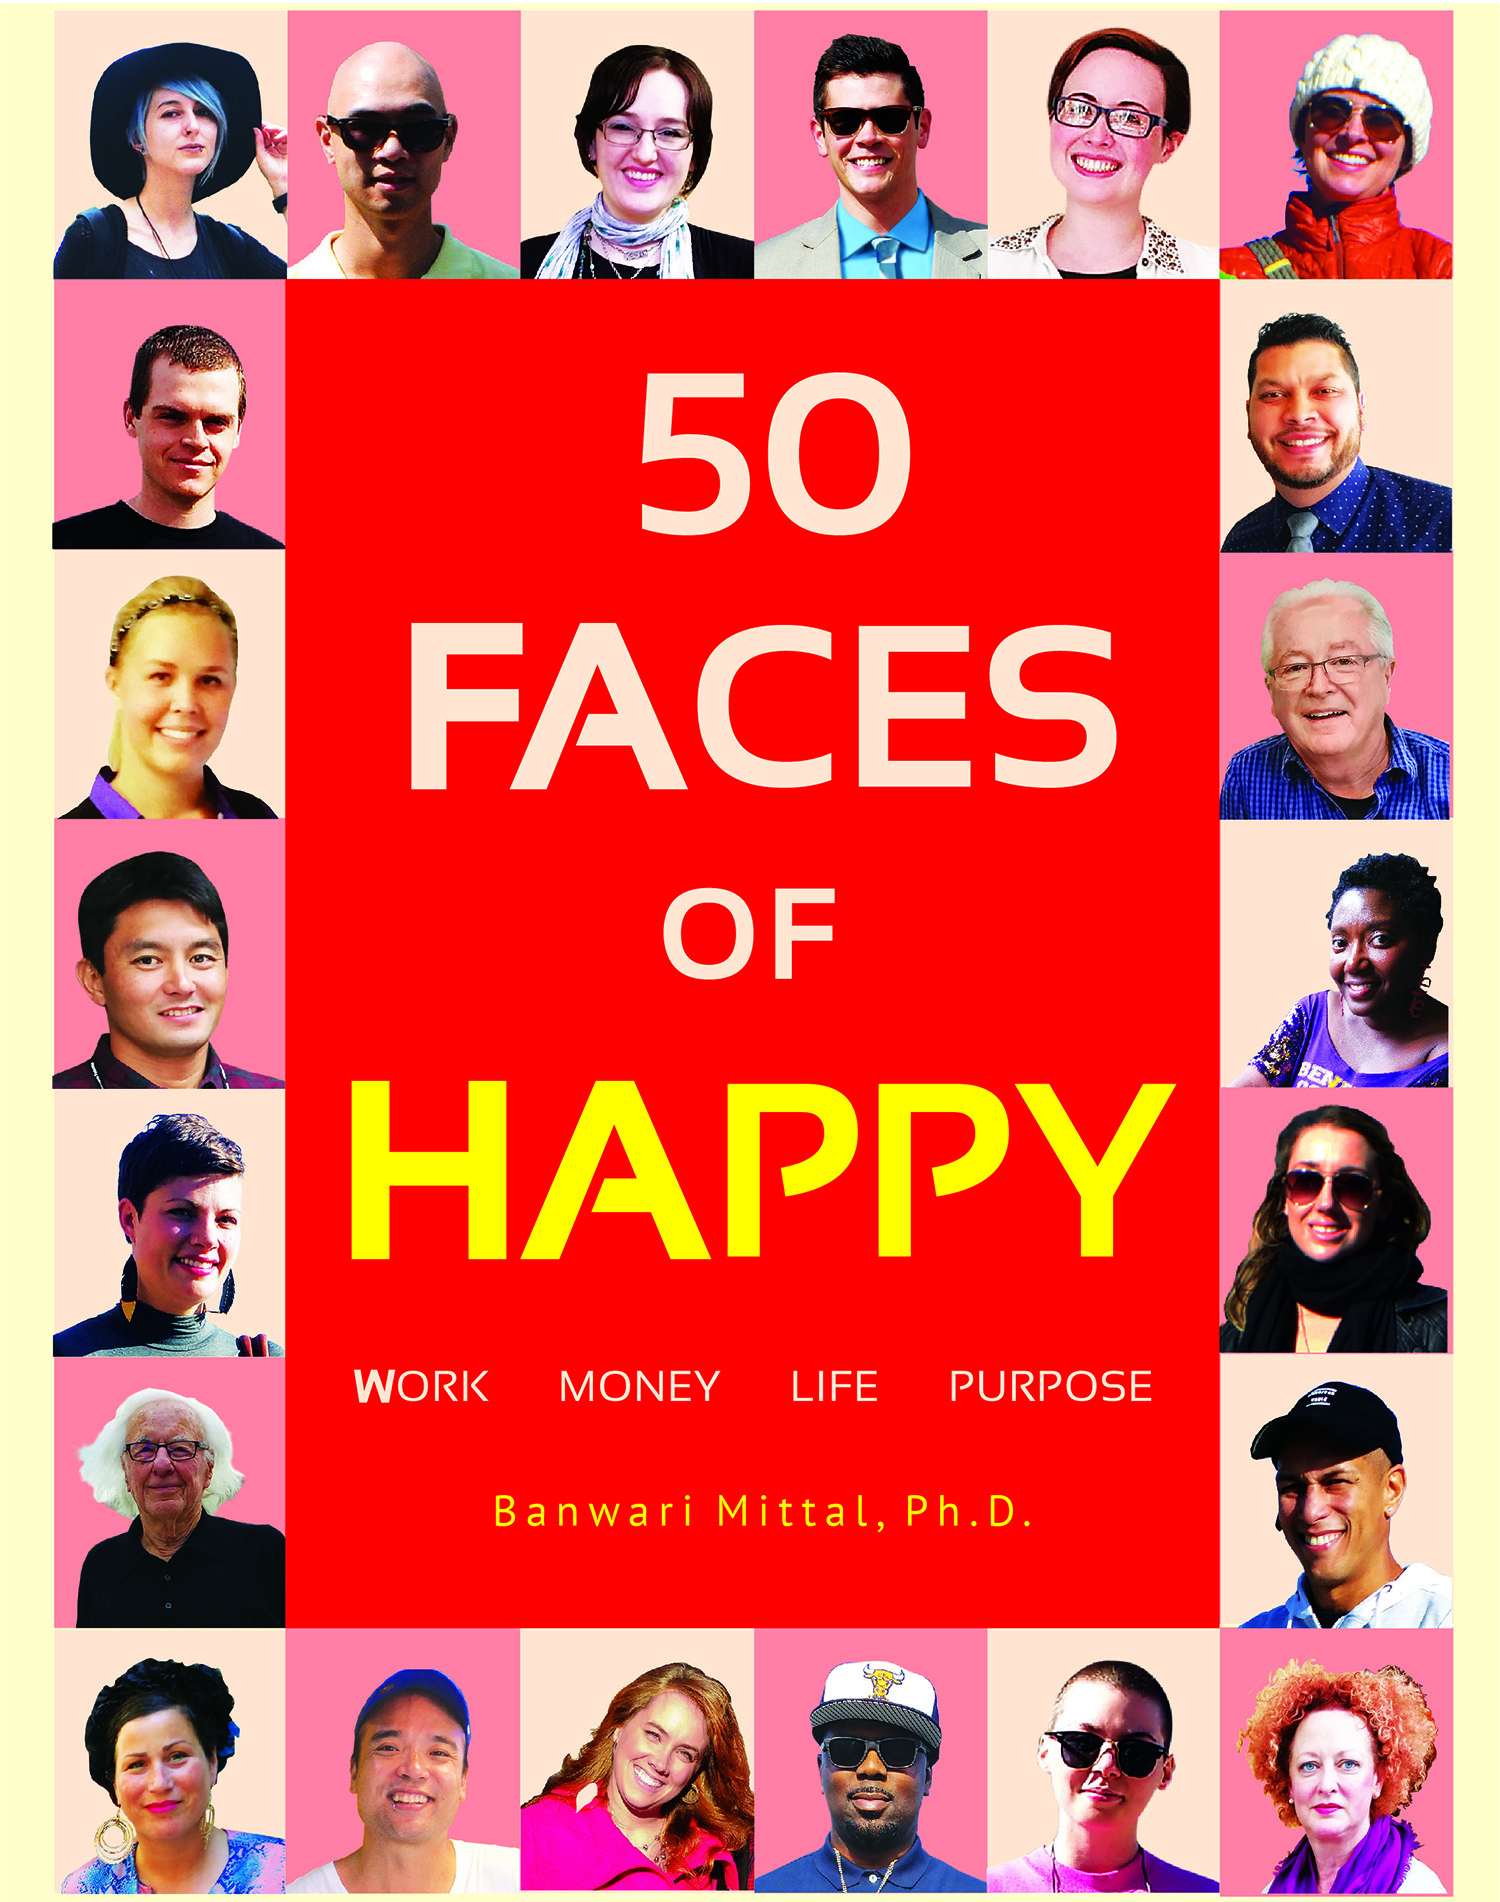 50
FACES
OF
HAPPY
WORK MONEY LIFE PURPOSE
Banwari Mittal, Ph.D.